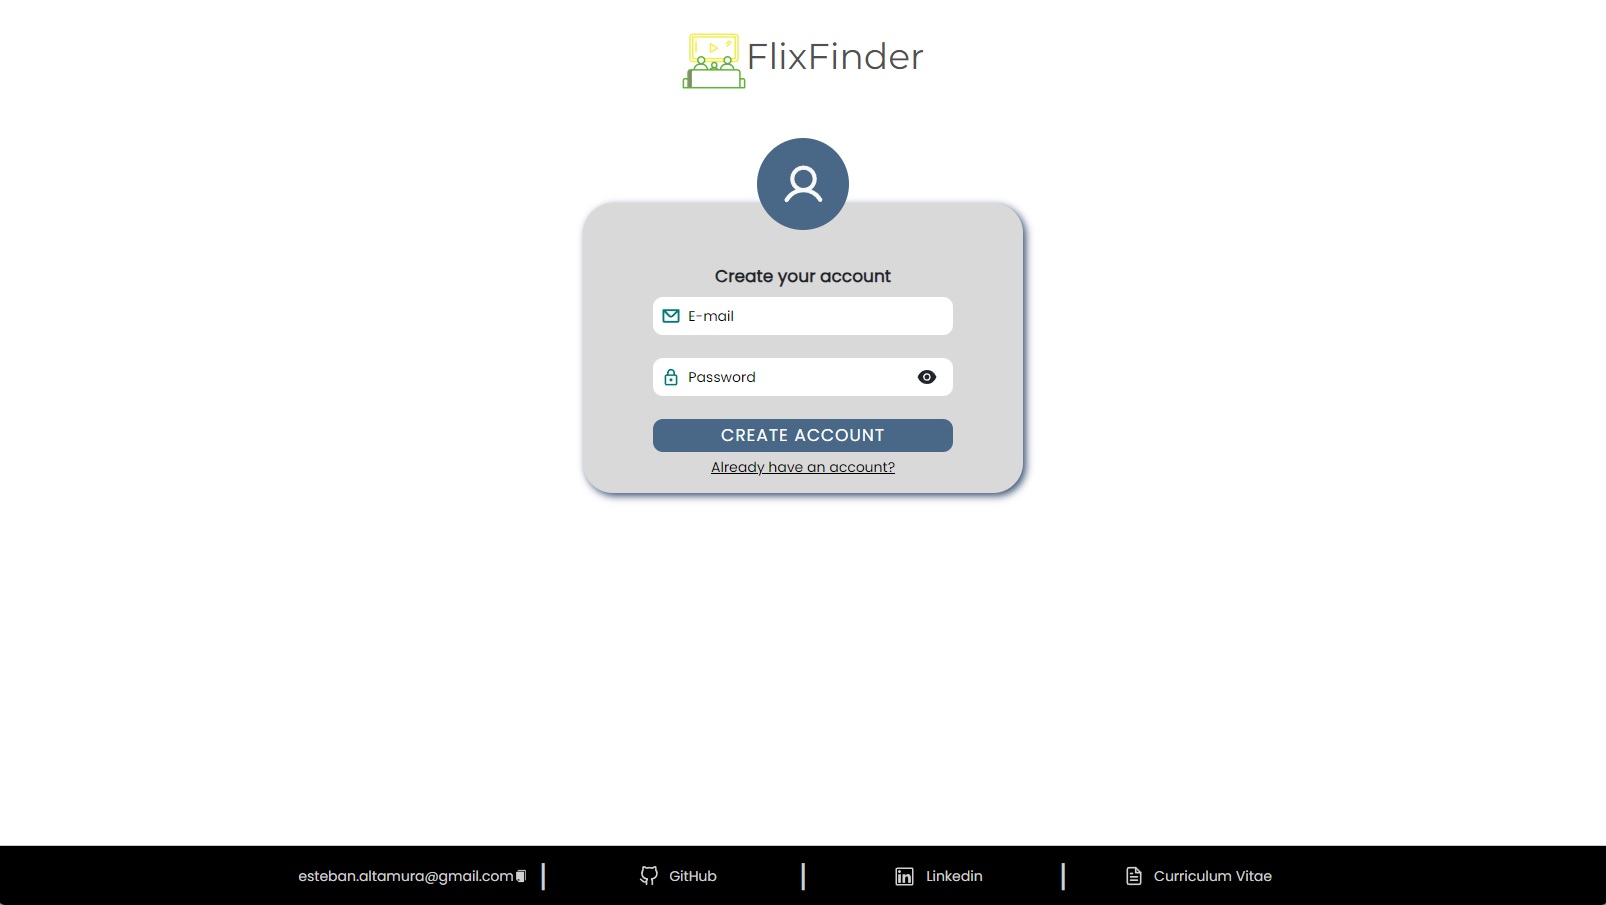 FlixFinder
Create your account
E-mail
Password
CREATE ACCOUNT
Already have an account?
esteban.altamura@gmail.com | GitHub | Linkedin | Curriculum Vitae